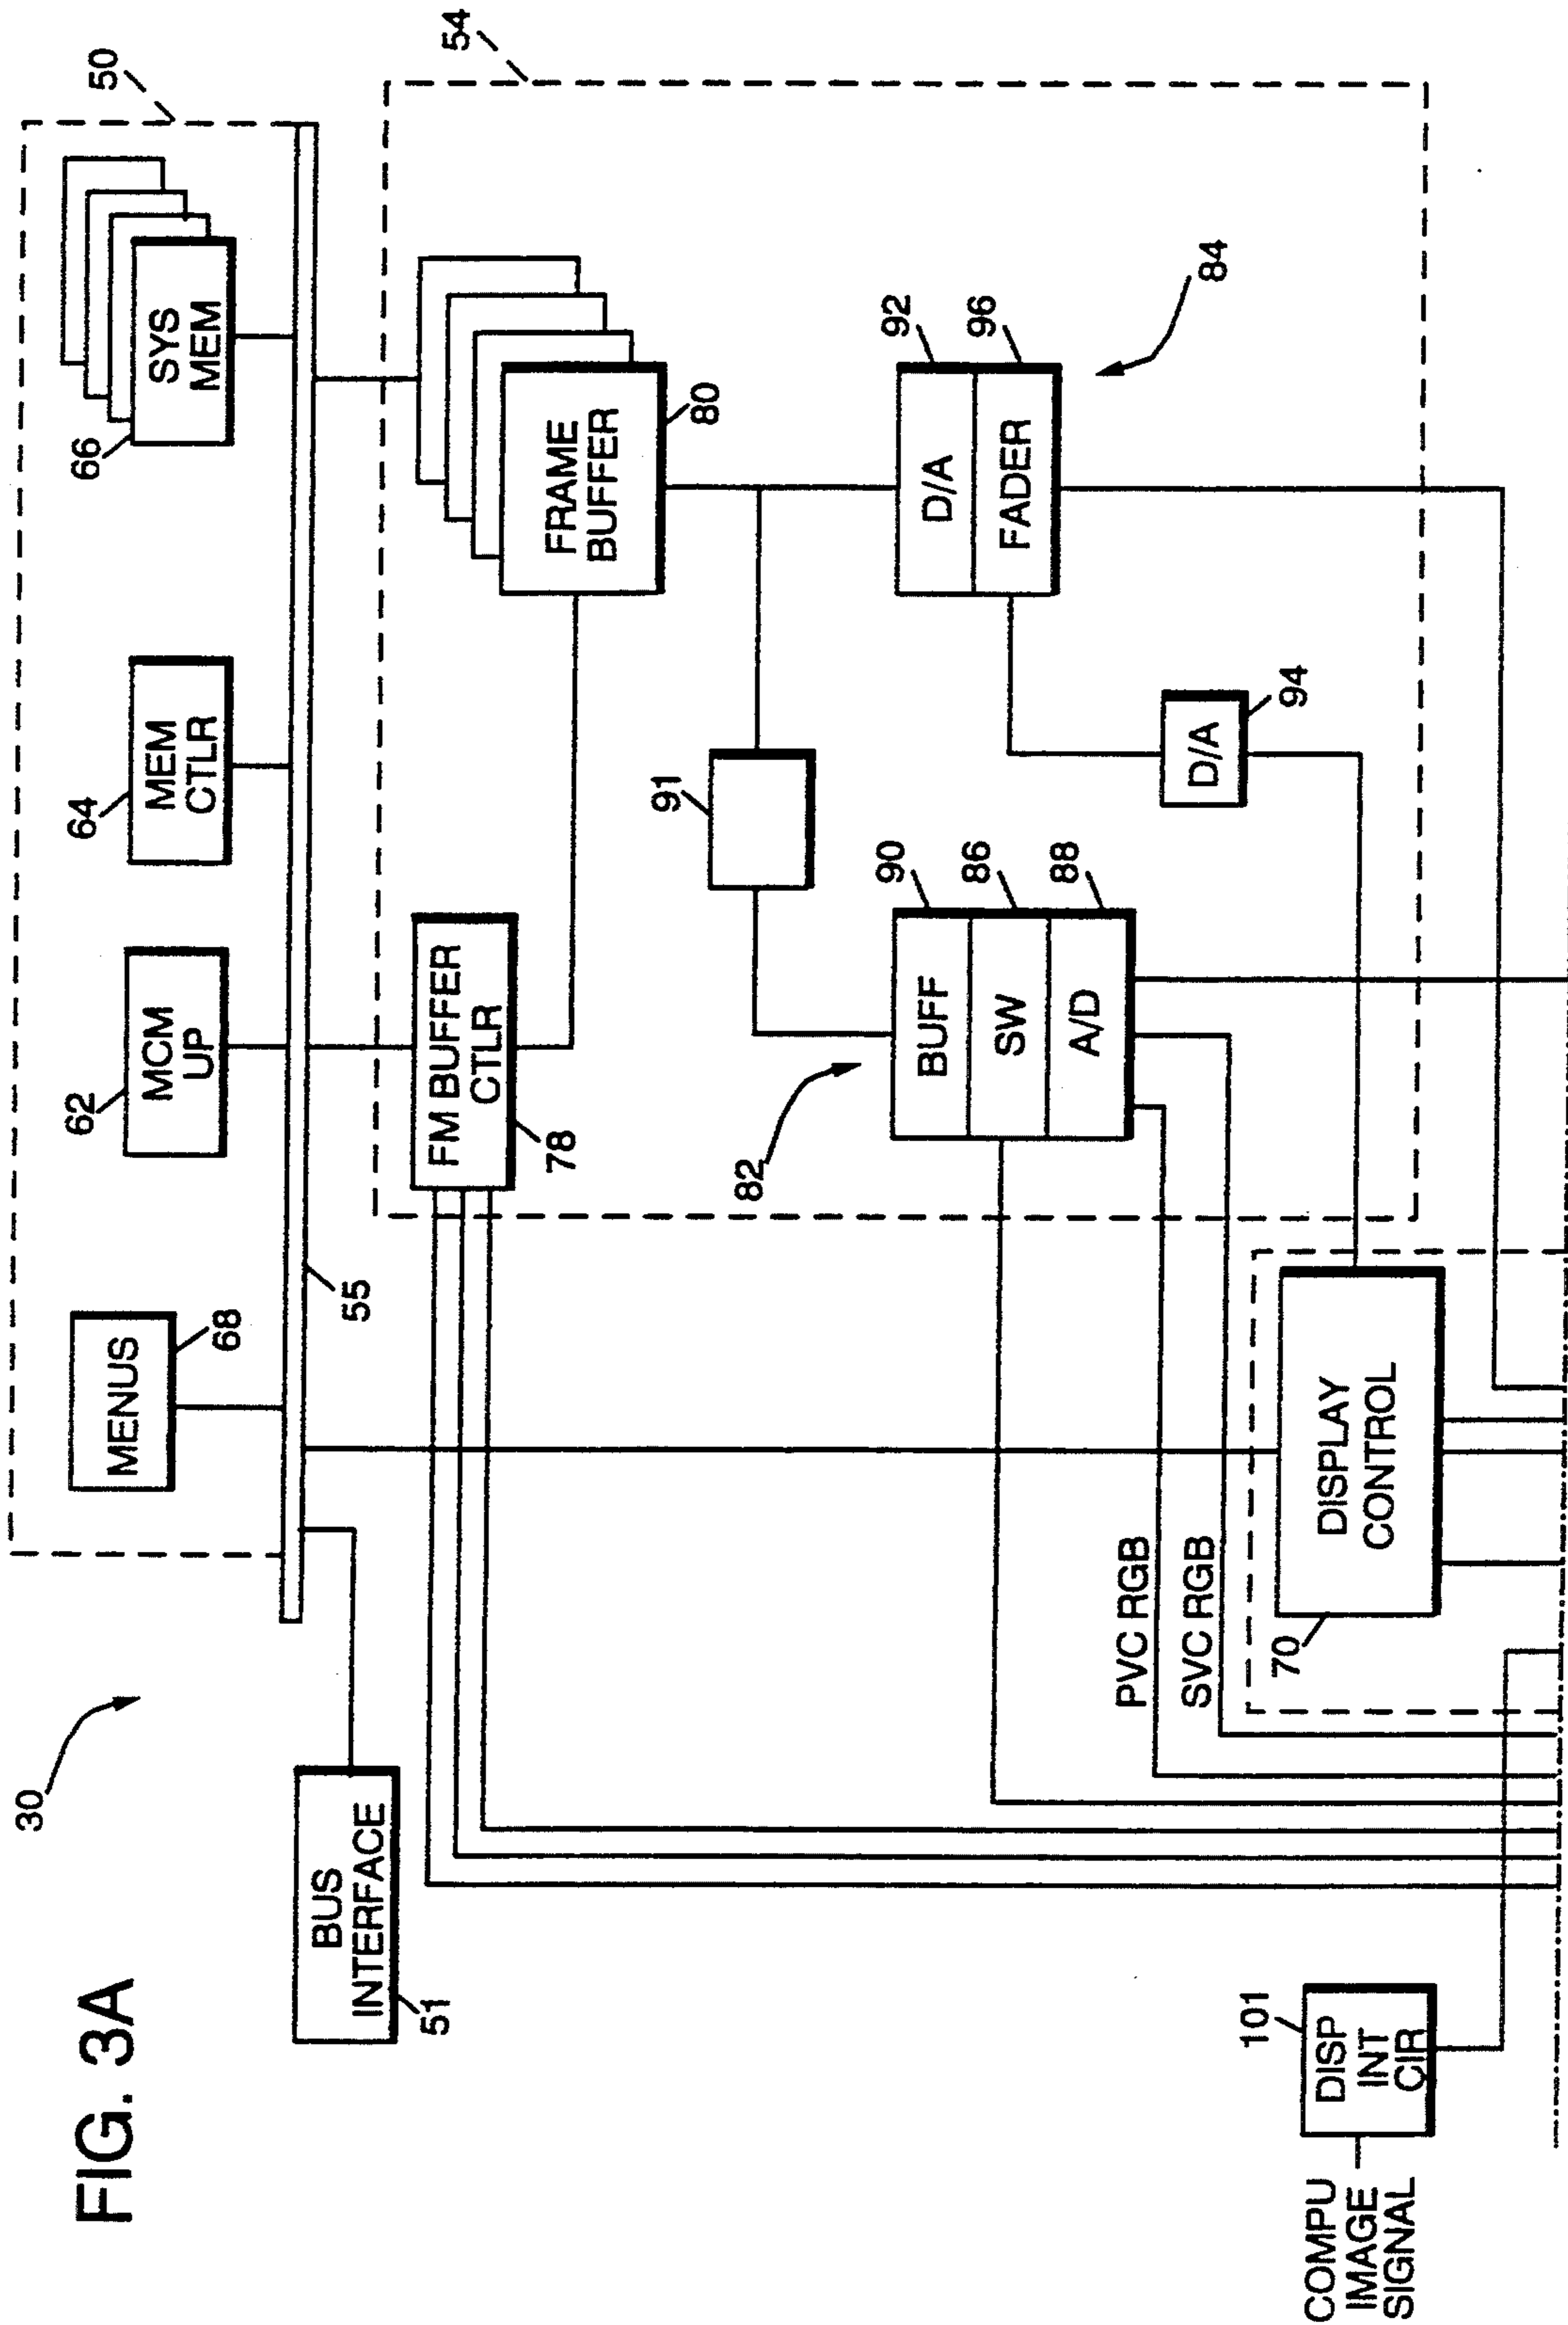 FIG. 3A
30
50
MENUS
68
MCM
UP
62
MEM
CTLR
64
SYS
MEM
66
55
BUS
INTERFACE
51
54
FM BUFFER
CTLR
78
FRAME
BUFFER
80
91
82
BUFF
90
SW
86
A/D
88
D/A
92
FADER
96
84
D/A
94
PVC RGB
SVC RGB
DISPLAY
CONTROL
70
COMPU
IMAGE
SIGNAL
DISP
INT
CIR
101